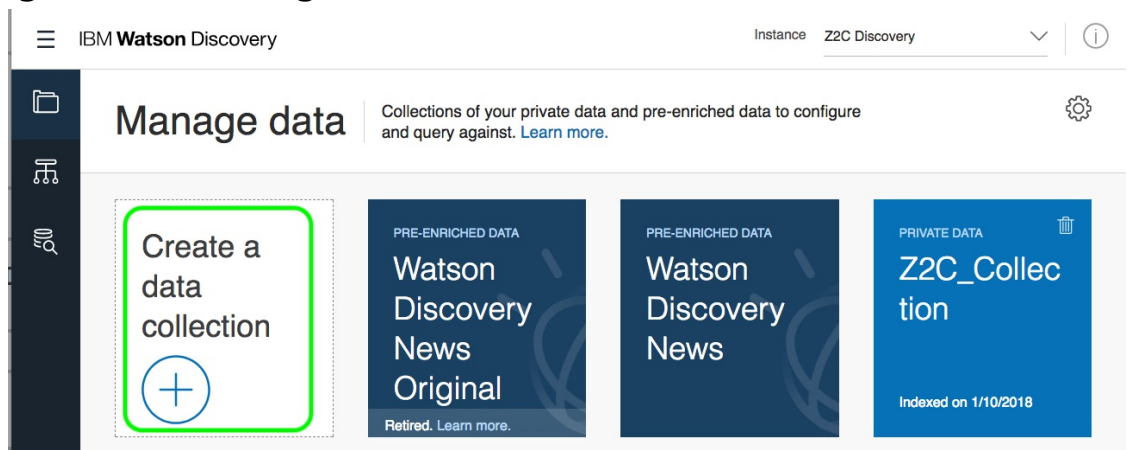 IBM Watson Discovery
Instance Z2C Discovery
Manage data
Collections of your private data and pre-enriched data to configure
and query against. Learn more.
Create a
data
collection
PRE-ENRICHED DATA
Watson
Discovery
News
Original
Retired. Learn more.
PRE-ENRICHED DATA
Watson
Discovery
News
PRIVATE DATA
Z2C_Collec
tion
Indexed on 1/10/2018